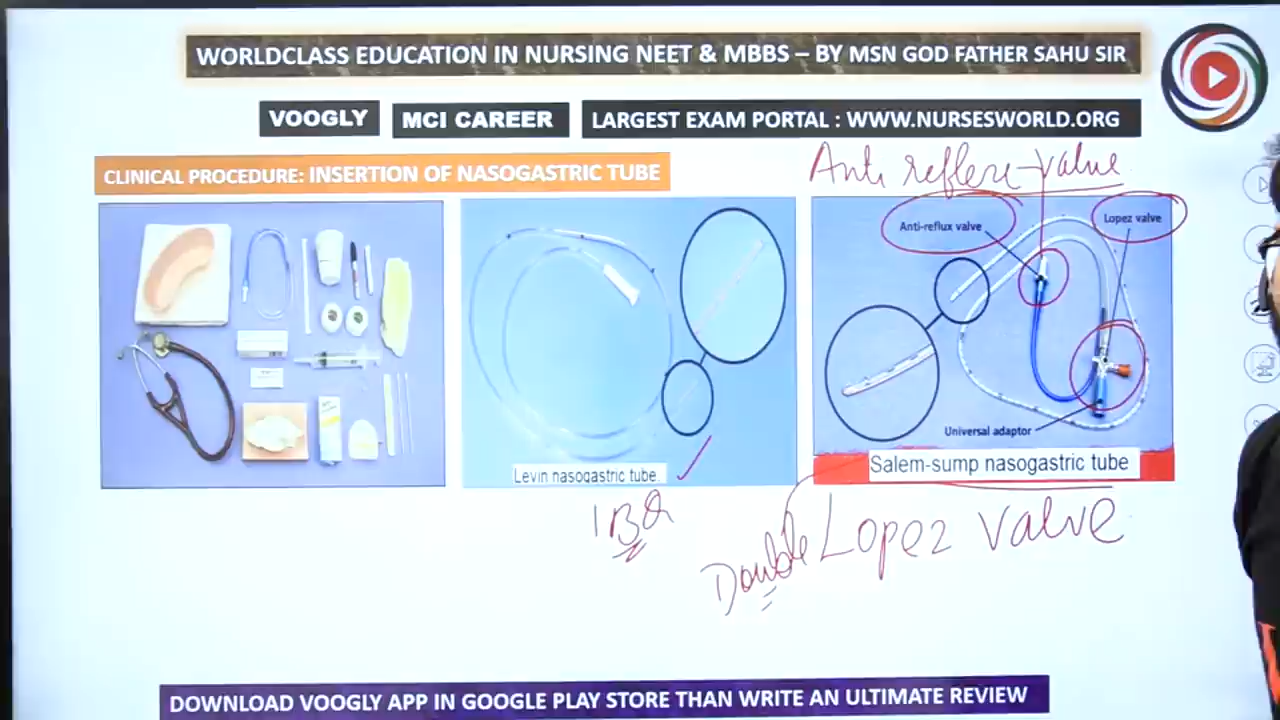 WORLDCLASS EDUCATION IN NURSING NEET & MBBS – BY MSN GOD FATHER SAHU SIR
VOOGLY
MCI CAREER
LARGEST EXAM PORTAL : WWW.NURSESWORLD.ORG
CLINICAL PROCEDURE: INSERTION OF NASOGASTRIC TUBE
Anti valve
Anti-reflux valve
Lopez valve
Universal adaptor
Levin nasogastric tube.
Salem-sump nasogastric tube
Double
Lopez valve
DOWNLOAD VOOGLY APP IN GOOGLE PLAY STORE THAN WRITE AN ULTIMATE REVIEW